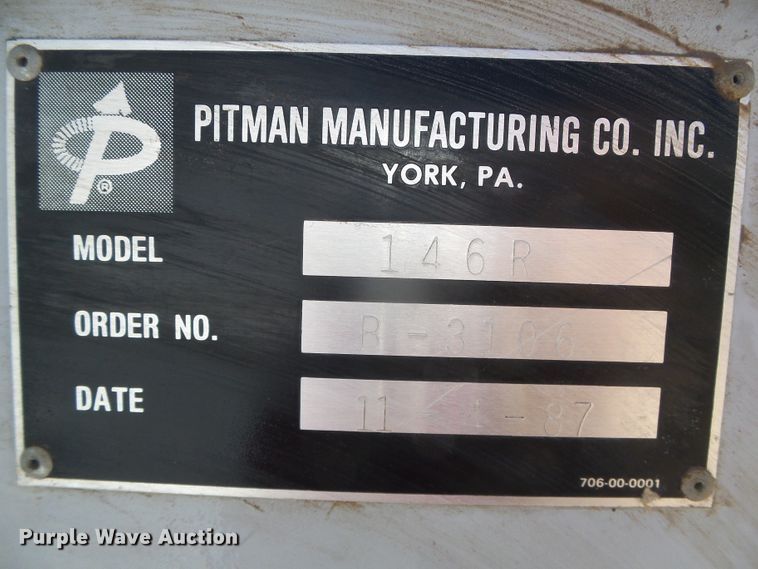 P
®
PITMAN MANUFACTURING CO. INC.
YORK, PA.
MODEL 146R
ORDER NO. B-3106
DATE 11-1-87
706-00-0001
Purple Wave Auction